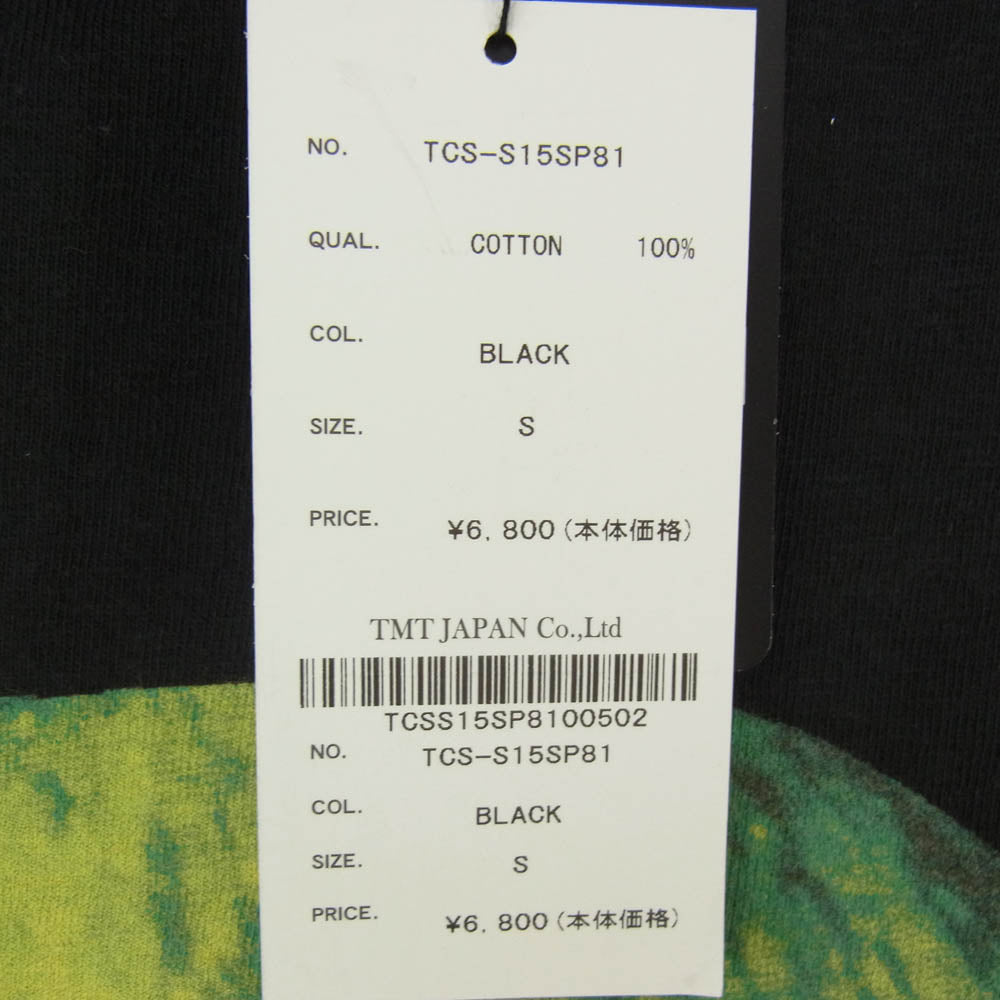 NO. TCS-S15SP81
QUAL. COTTON 100%
COL. BLACK
SIZE. S
PRICE. ¥6,800(本体価格)
TMT JAPAN Co.,Ltd
TCSS15SP8100502
NO. TCS-S15SP81
COL. BLACK
SIZE. S
PRICE. ¥6,800(本体価格)